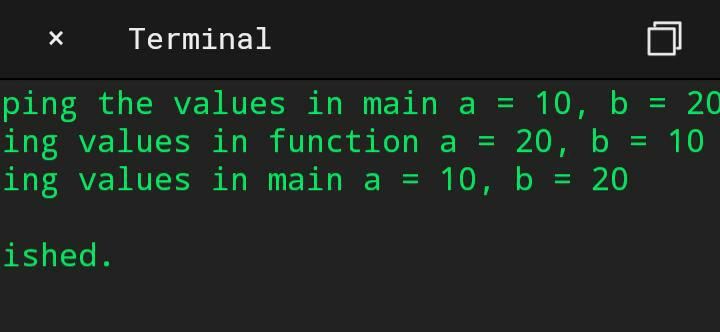 × Terminal
ping the values in main a = 10, b = 20
ing values in function a = 20, b = 10
ing values in main a = 10, b = 20
ished.